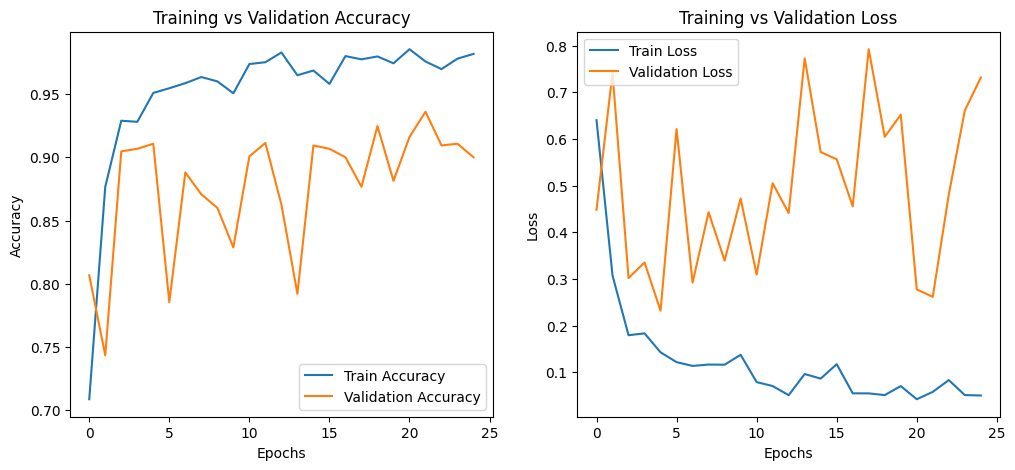 Training vs Validation Accuracy
0.95
0.90
0.85
0.80
0.75
0.70
Accuracy
0 5 10 15 20 25
Epochs
Train Accuracy
Validation Accuracy
Training vs Validation Loss
Train Loss
Validation Loss
0.8
0.7
0.6
0.5
0.4
0.3
0.2
0.1
Loss
0 5 10 15 20 25
Epochs